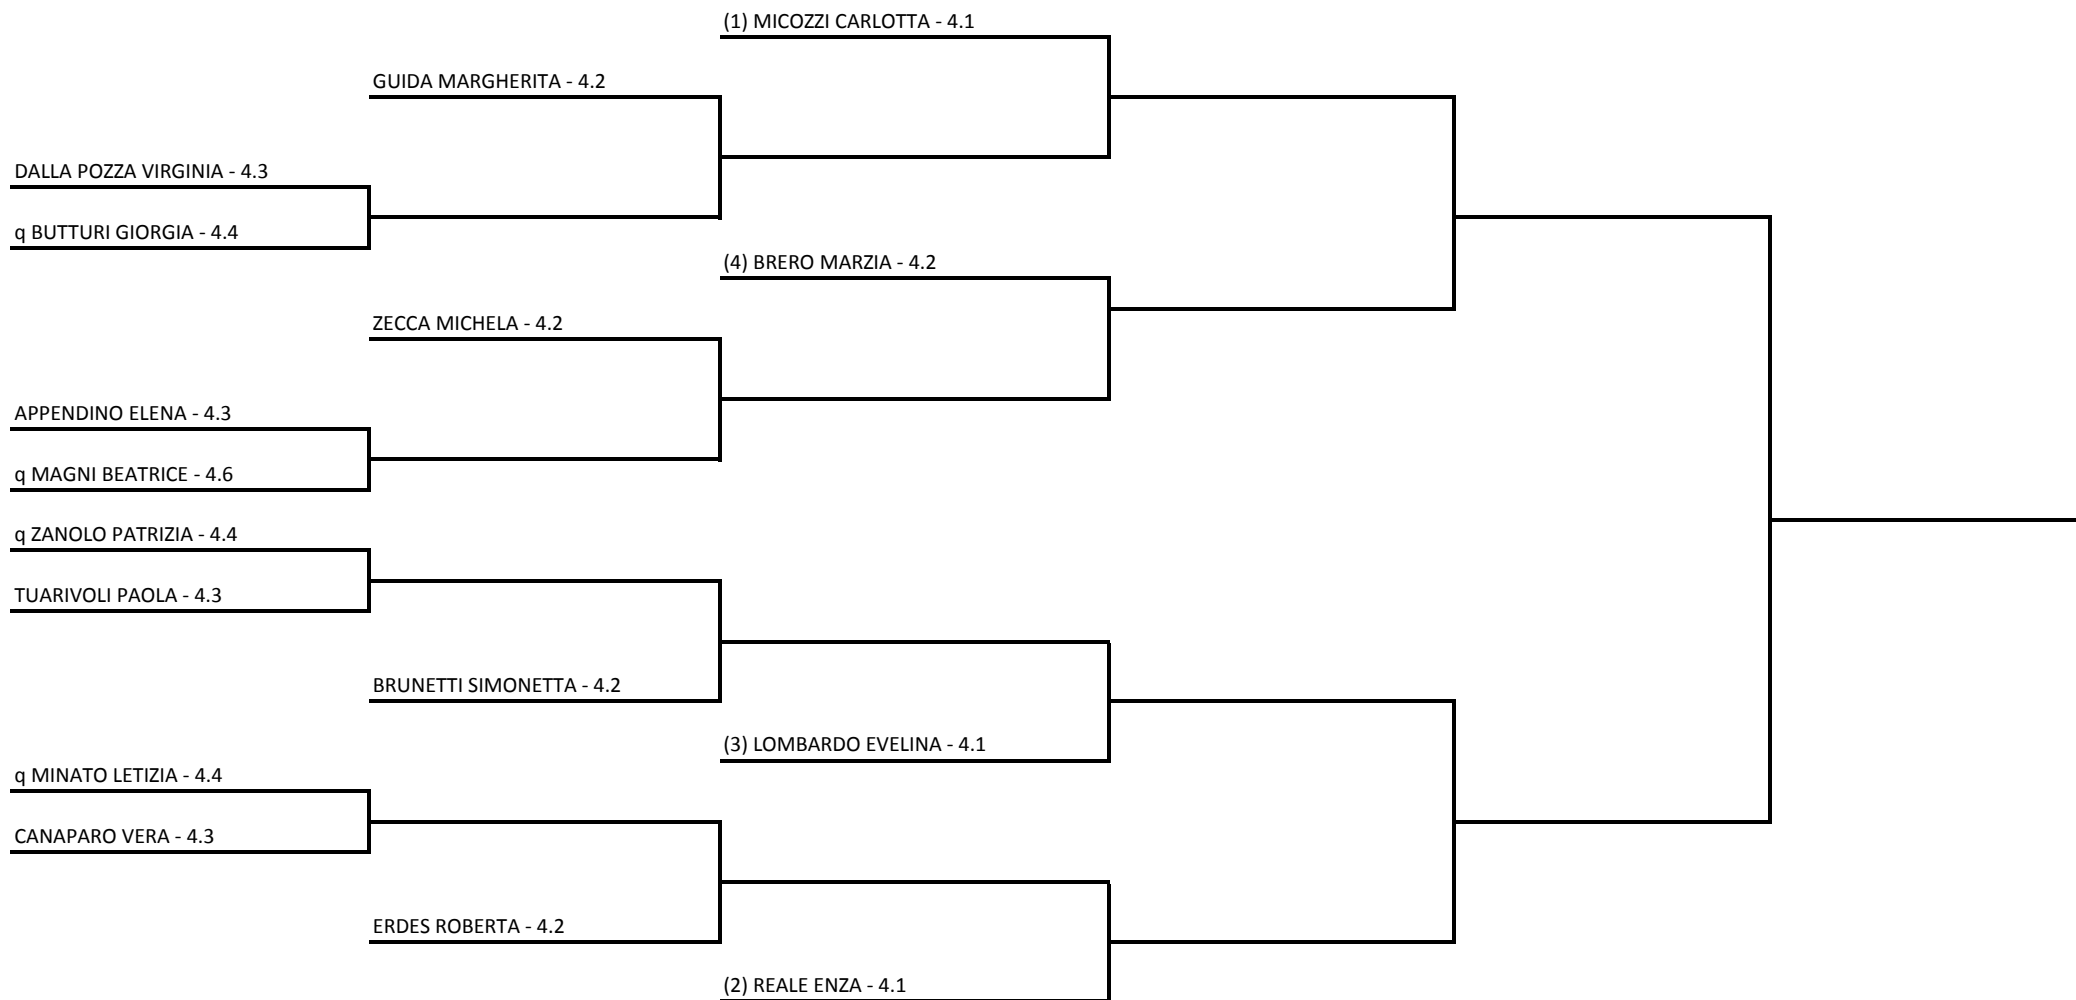 (1) MICOZZI CARLOTTA - 4.1
GUIDA MARGHERITA - 4.2
DALLA POZZA VIRGINIA - 4.3
q BUTTURI GIORGIA - 4.4
(4) BRERO MARZIA - 4.2
ZECCA MICHELA - 4.2
APPENDINO ELENA - 4.3
q MAGNI BEATRICE - 4.6
q ZANOLO PATRIZIA - 4.4
TUARIVOLI PAOLA - 4.3
BRUNETTI SIMONETTA - 4.2
(3) LOMBARDO EVELINA - 4.1
q MINATO LETIZIA - 4.4
CANAPARO VERA - 4.3
ERDES ROBERTA - 4.2
(2) REALE ENZA - 4.1